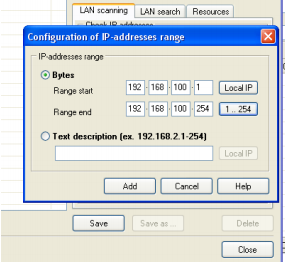 LAN scanning LAN search Resources
Check IP-addresses
Configuration of IP-addresses range
IP-addresses range
Bytes
Range start 192 . 168 . 100 . 1 Local IP
Range end 192 . 168 . 100 . 254 1 .. 254
Text description (ex. 192.168.2.1-254)
Local IP
Add Cancel Help
Save Save as ... Delete
Close